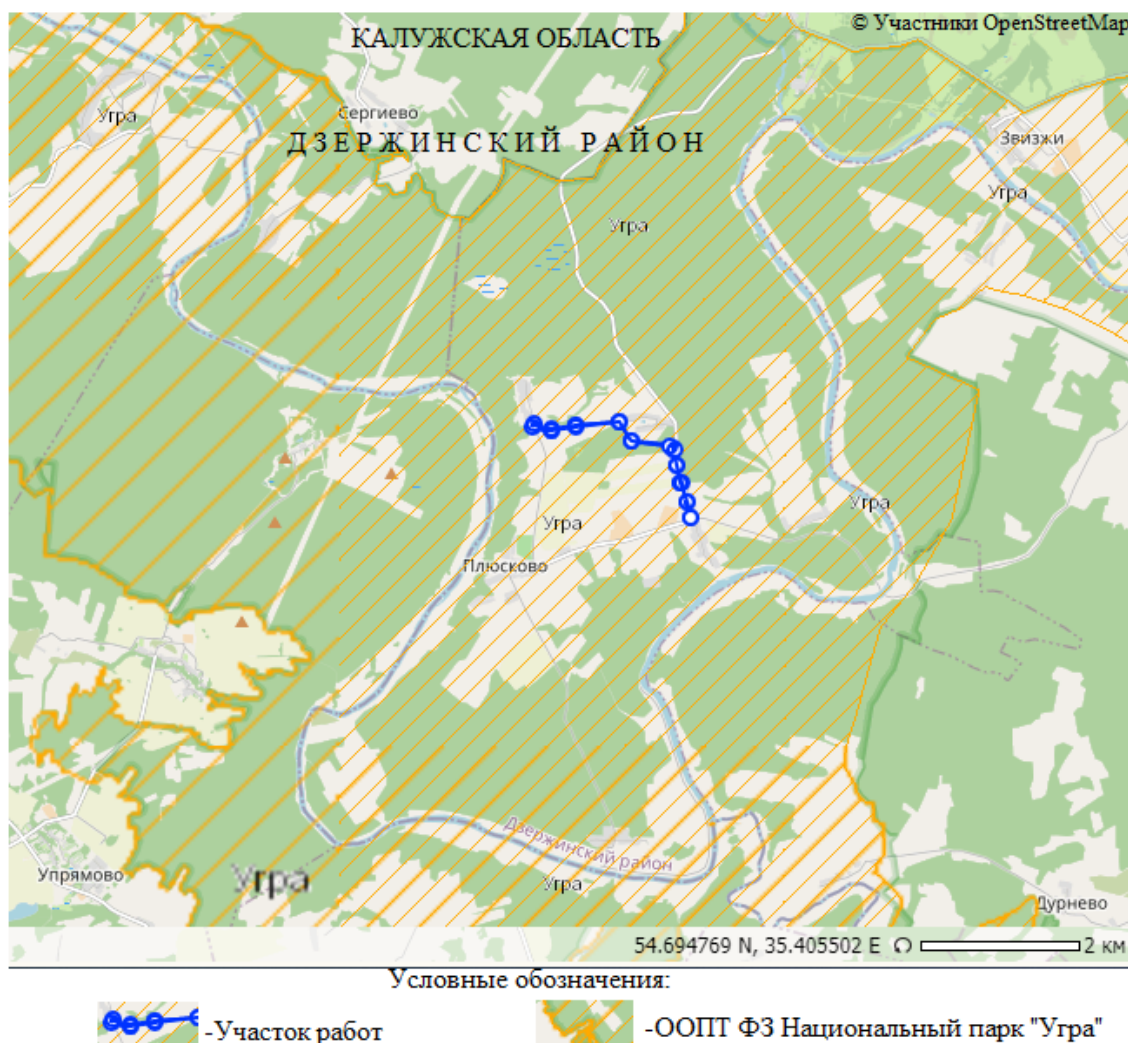 © Участники OpenStreetMap
КАЛУЖСКАЯ ОБЛАСТЬ
Угра
Сергиево
ДЗЕРЖИНСКИЙ РАЙОН
Звизжи
Угра
Угра
Угра
Угра
Плюсково
Дзержинский район
Упрямово
Угра
Угра
Дурнево
54.694769 N, 35.405502 E
2 км
Условные обозначения:
-Участок работ
-ООПТ ФЗ Национальный парк "Угра"